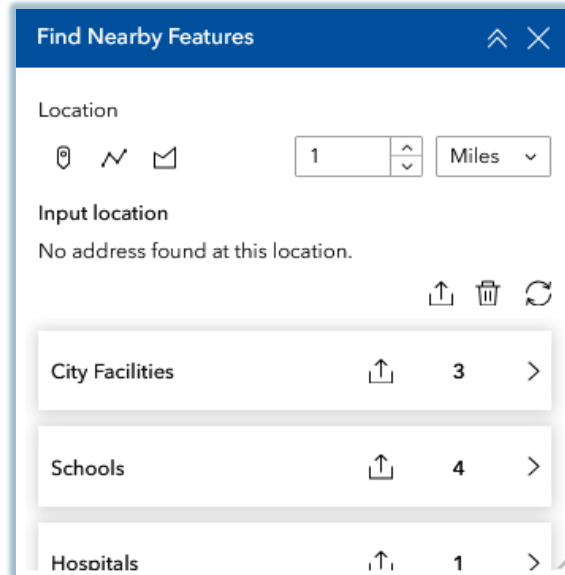 Find Nearby Features
Location
1 Miles
Input location
No address found at this location.
City Facilities 3
Schools 4
Hospitals 1